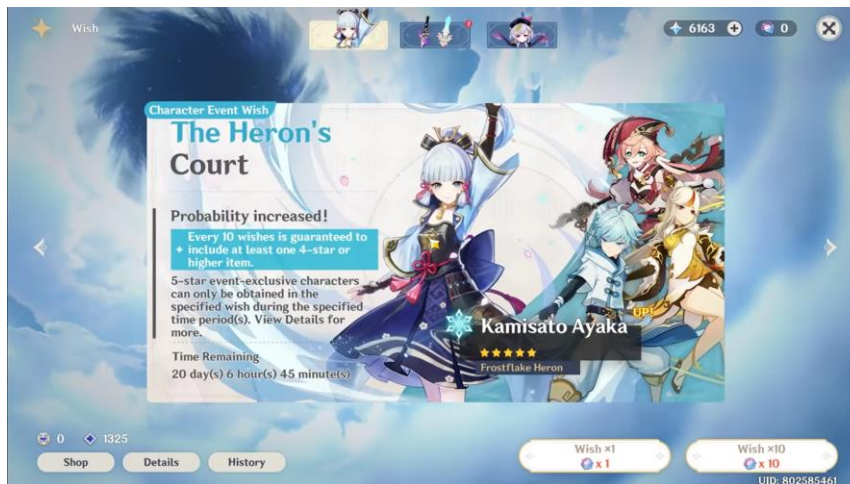 Wish
6163
0
Character Event Wish
The Heron's
Court
Probability increased!
Every 10 wishes is guaranteed to
include at least one 4-star or
higher item.
5-star event-exclusive characters
can only be obtained in the
specified wish during the specified
time period(s). View Details for
more.
Time Remaining
20 day(s) 6 hour(s) 45 minute(s)
UP!
Kamisato Ayaka
Frostflake Heron
0
1325
Shop
Details
History
Wish ×1
x 1
Wish ×10
x 10
UID: 802585461